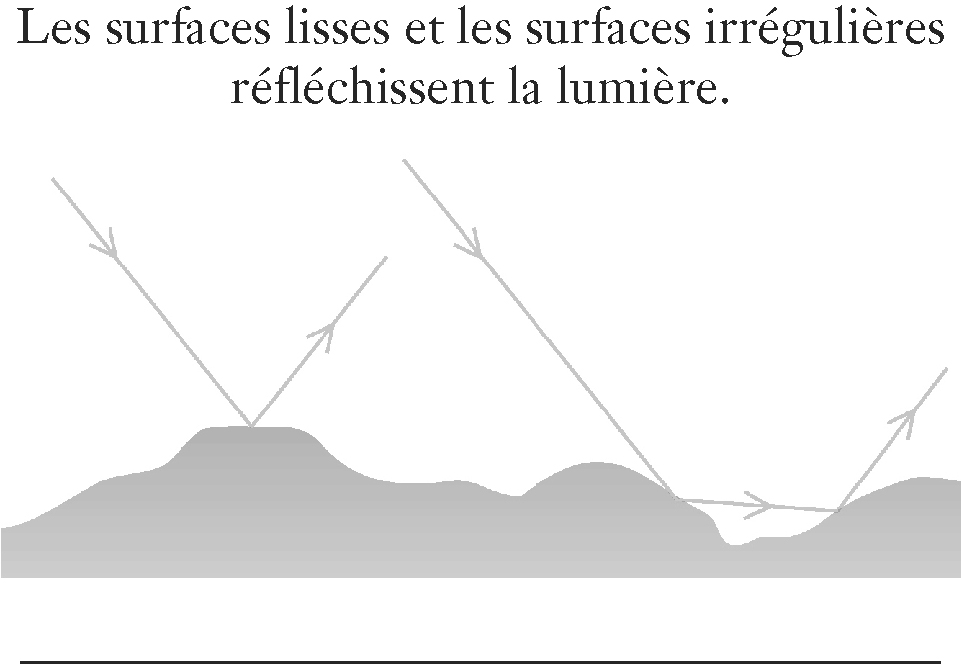 Les surfaces lisses et les surfaces irrégulières
réfléchissent la lumière.